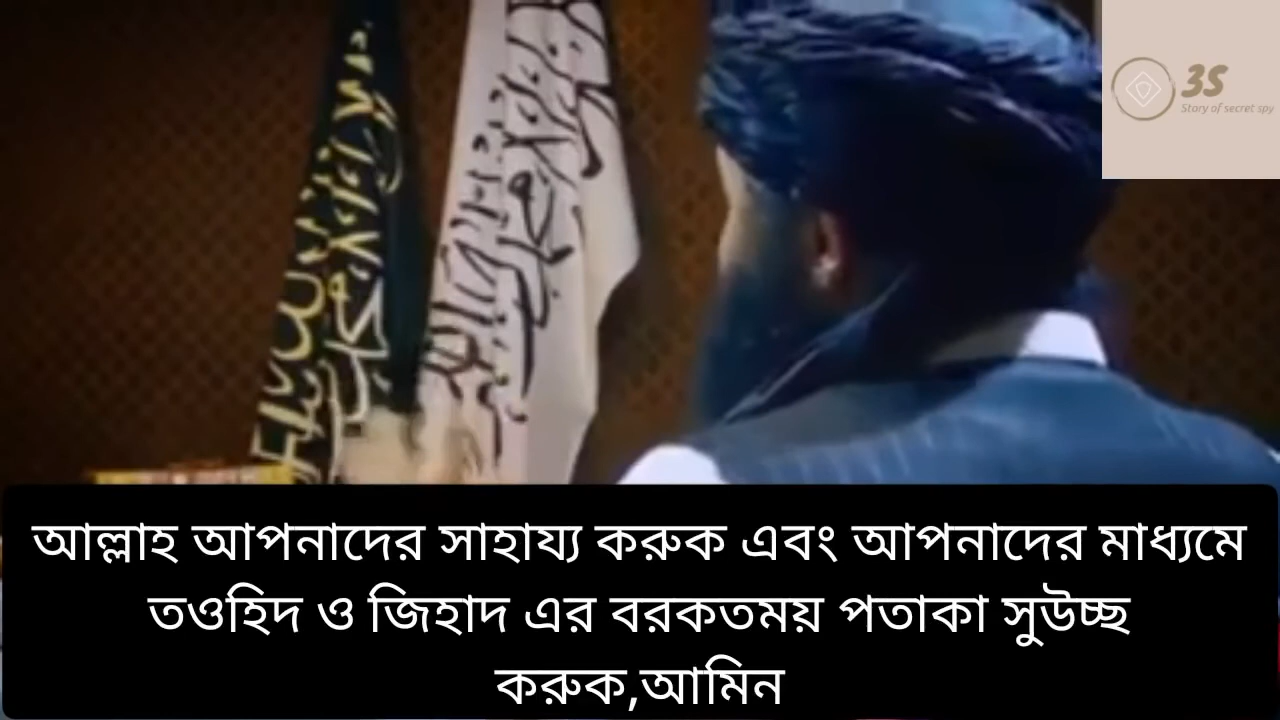 3S
Story of secret spy
আল্লাহ আপনাদের সাহায্য করুক এবং আপনাদের মাধ্যমে
তওহিদ ও জিহাদ এর বরকতময় পতাকা সুউচ্ছ
করুক,আমিন